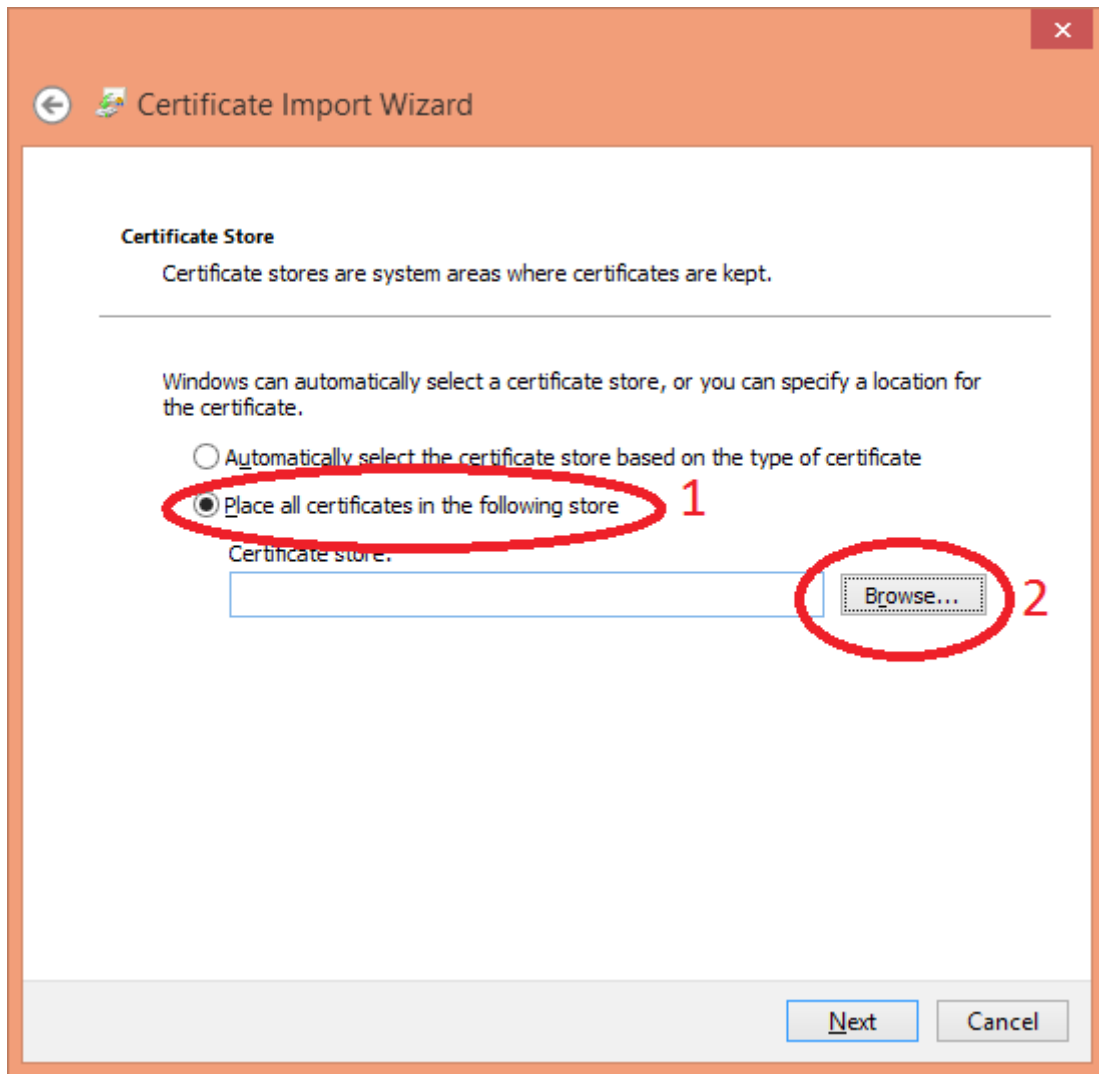 Certificate Import Wizard
Certificate Store
Certificate stores are system areas where certificates are kept.
Windows can automatically select a certificate store, or you can specify a location for
the certificate.
Automatically select the certificate store based on the type of certificate
Place all certificates in the following store 1
Certificate store:
Browse... 2
Next Cancel